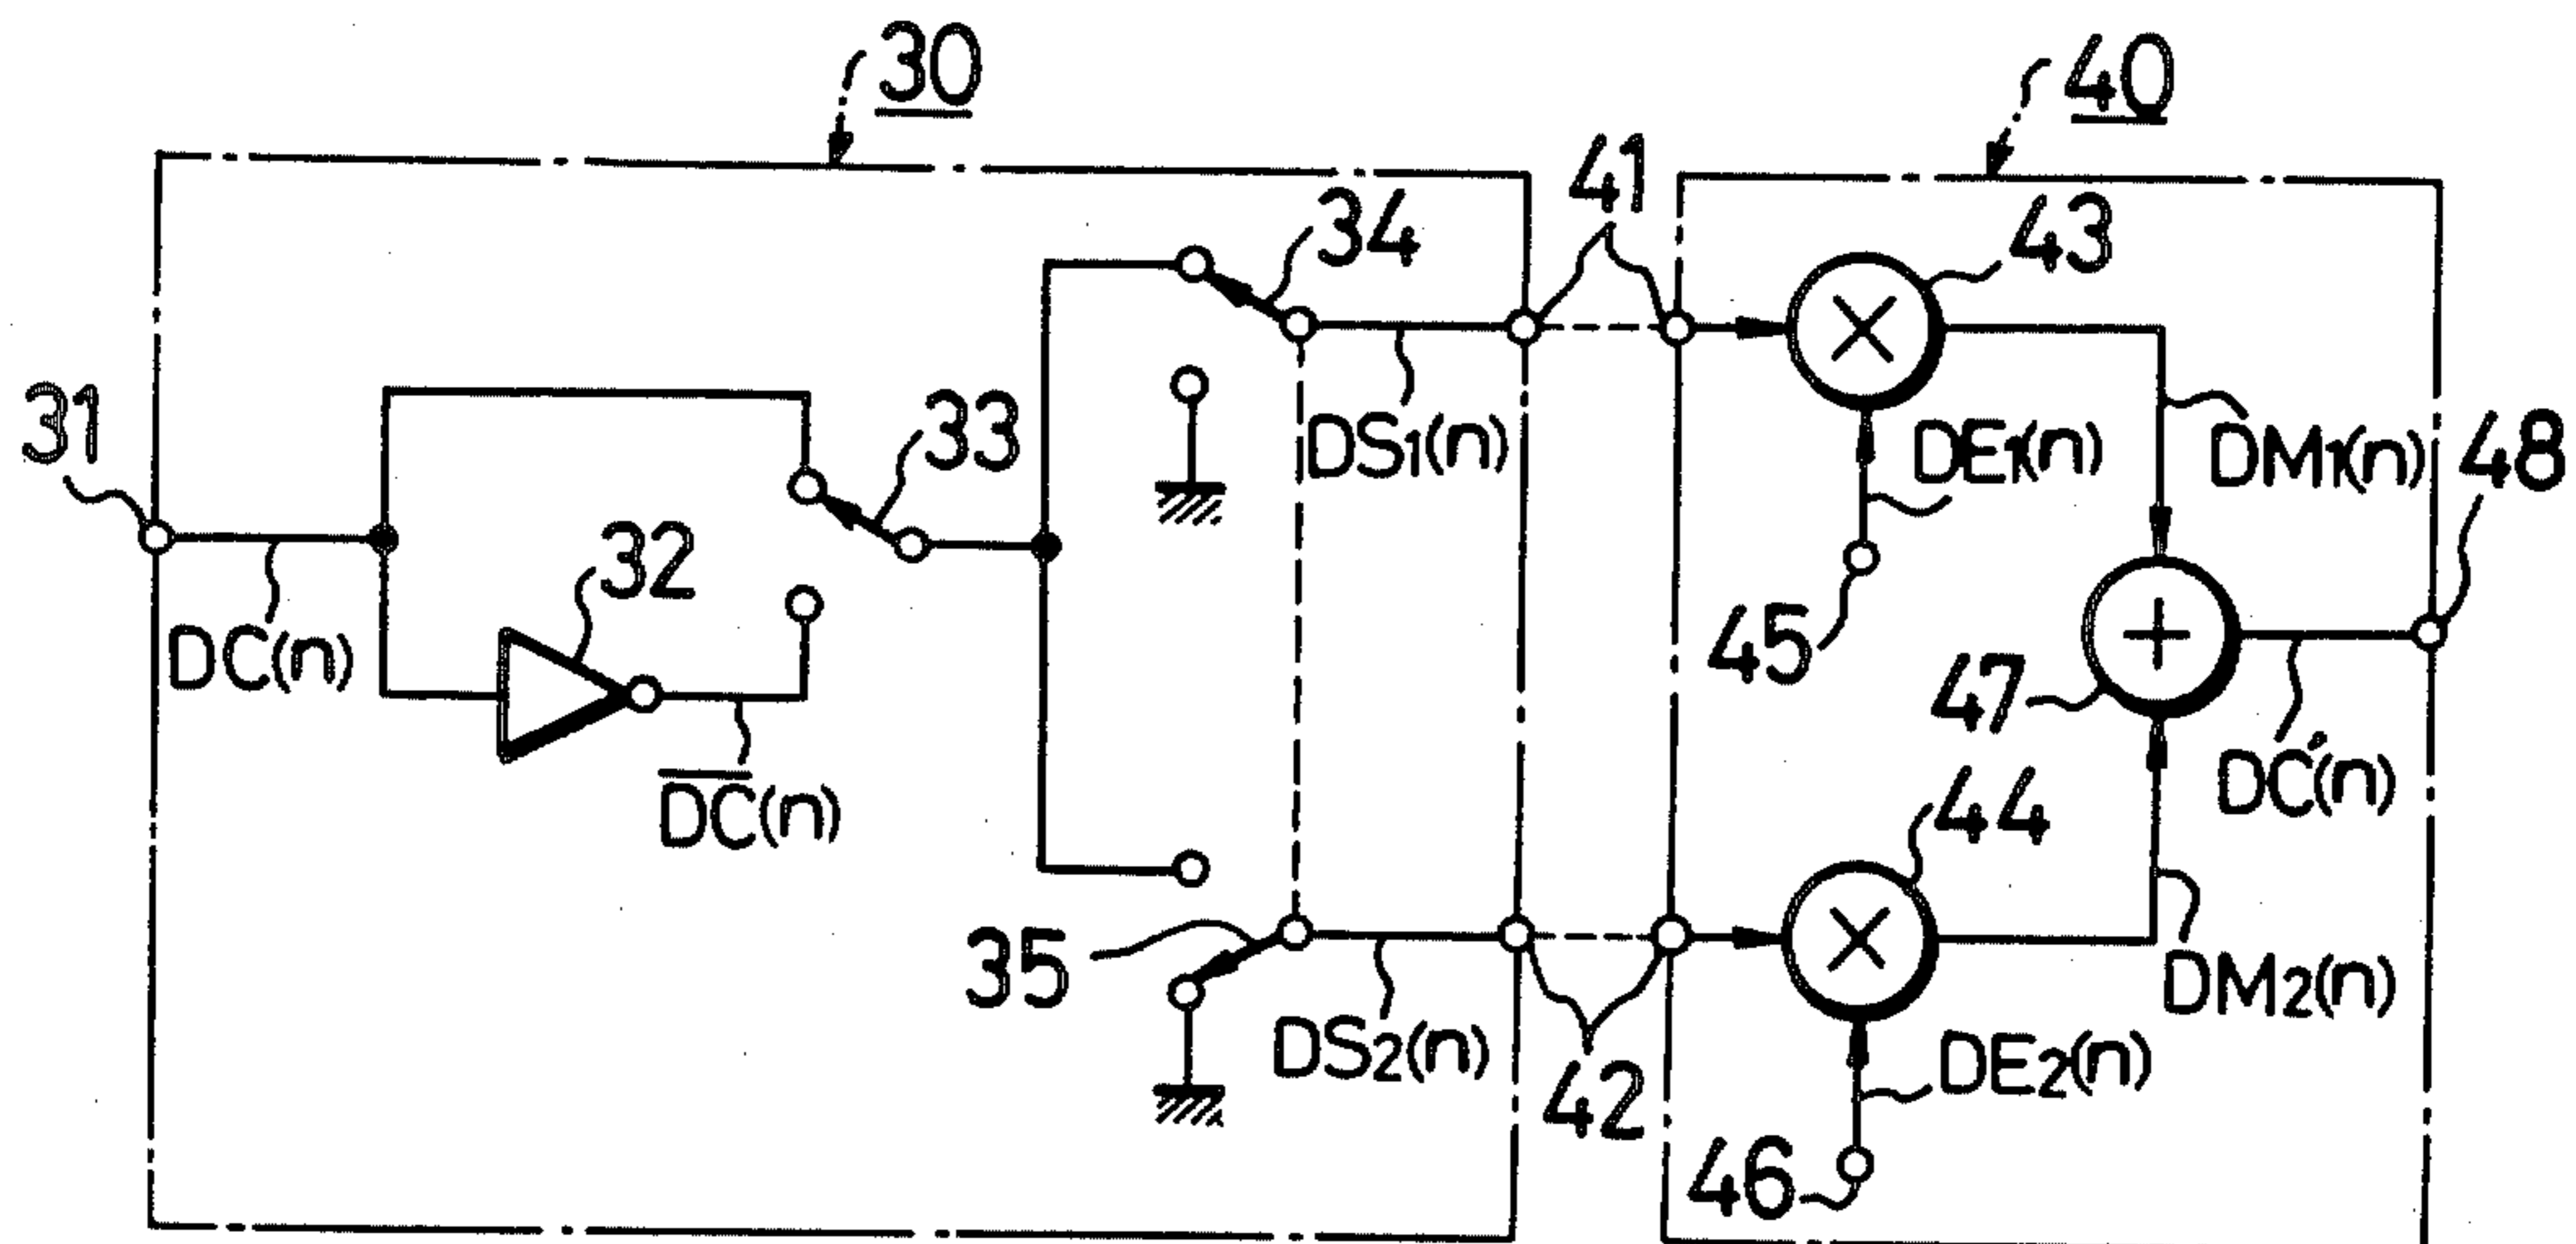 30
40
41
34
43
31
33
DS1(n)
DE1(n)
DM1(n)
48
32
45
DC(n)
47
D̅C̅(n)
DC'(n)
44
35
DS2(n)
42
DM2(n)
DE2(n)
46